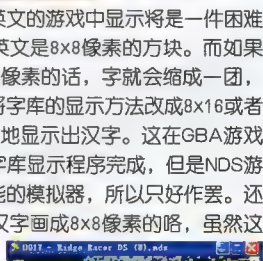 英文的游戏中显示将是一件困难
英文是8×8像素的方块。而如果
像素的话，字就会缩成一团，
将字库的显示方法改成8×16或者
地显示出汉字。这在GBA游戏
字库显示程序完成，但是NDS游
能的模拟器，所以只好作罢。还
汉字画成8×8像素的咯，虽然这
DGIT - Ridge Racer DS (U).nds